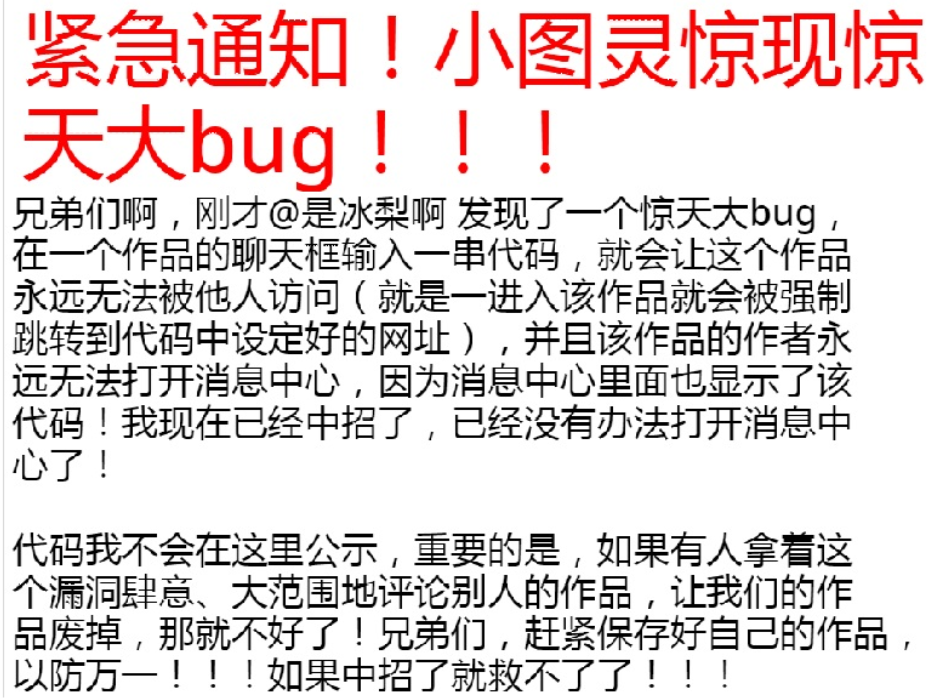 紧急通知！小图灵惊现惊
天大bug！！！
兄弟们啊，刚才@是冰梨啊 发现了一个惊天大bug，
在一个作品的聊天框输入一串代码，就会让这个作品
永远无法被他人访问（就是一进入该作品就会被强制
跳转到代码中设定好的网址），并且该作品的作者永
远无法打开消息中心，因为消息中心里面也显示了该
代码！我现在已经中招了，已经没有办法打开消息中
心了！
代码我不会在这里公示，重要的是，如果有人拿着这
个漏洞肆意、大范围地评论别人的作品，让我们的作
品废掉，那就不好了！兄弟们，赶紧保存好自己的作品，
以防万一！！！如果中招了就救不了了！！！